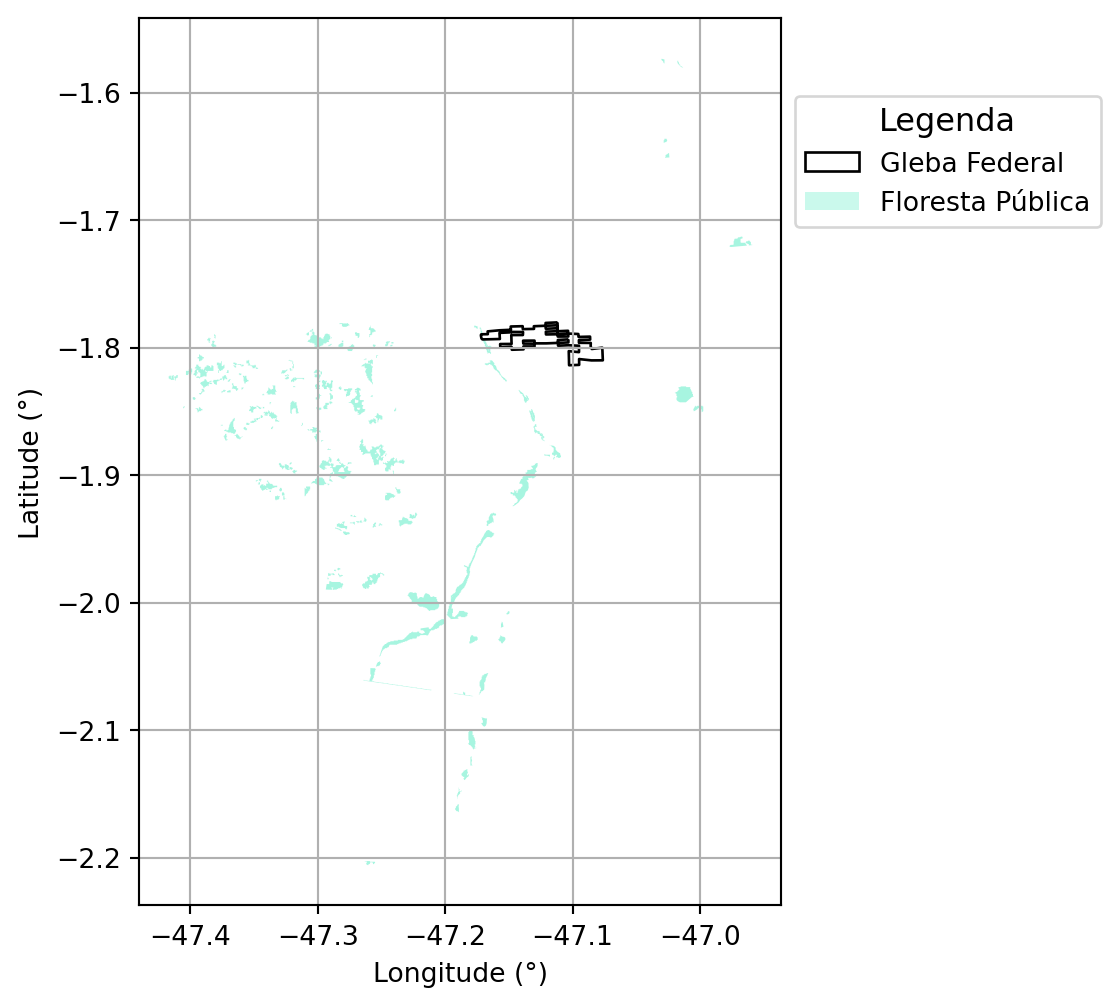 −1.6
−1.7
−1.8
−1.9
−2.0
−2.1
−2.2
Latitude (°)
−47.4 −47.3 −47.2 −47.1 −47.0
Longitude (°)
Legenda
Gleba Federal
Floresta Pública